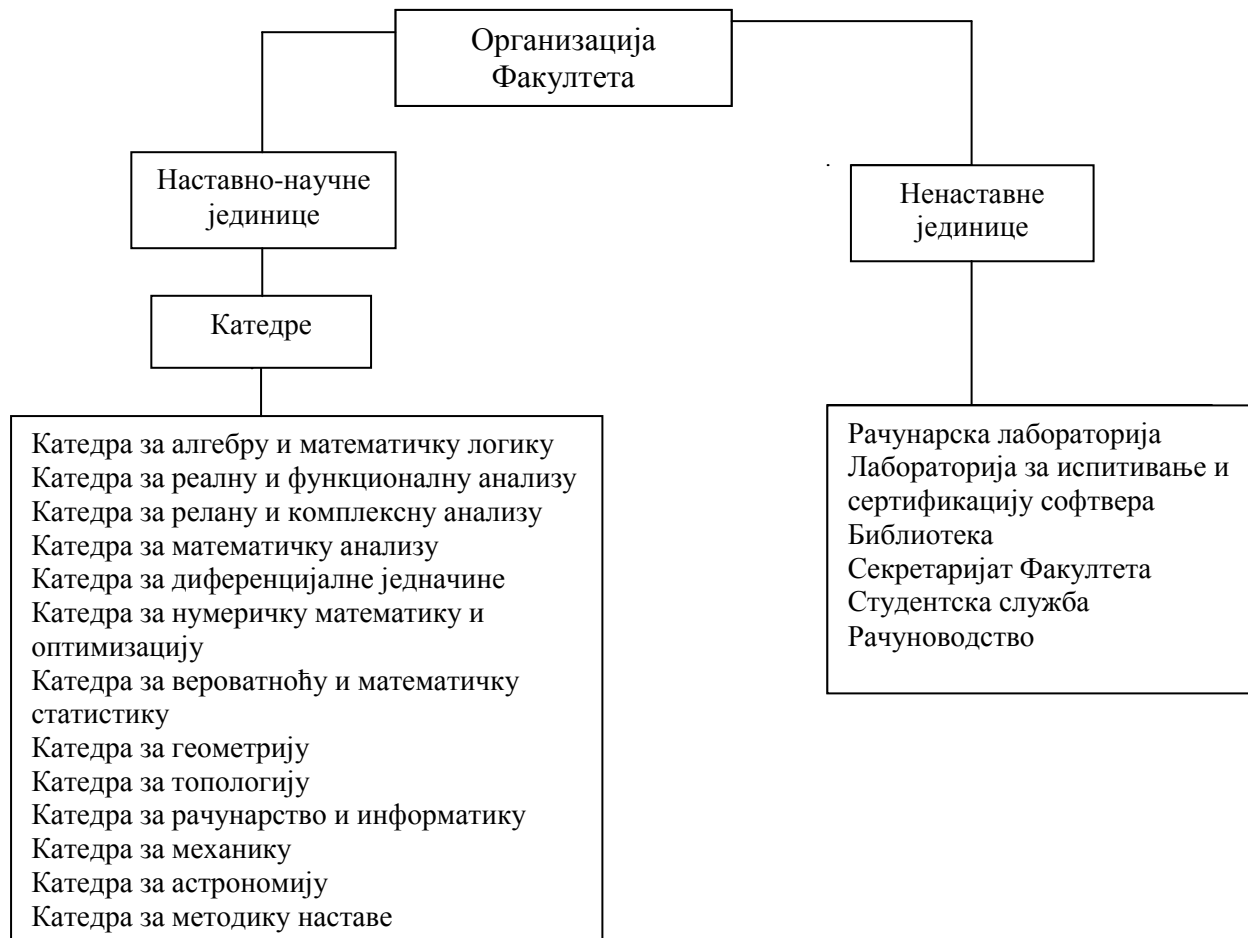 Организација
Факултета
Наставно-научне
јединице
Ненаставне
јединице
Катедре
Катедра за алгебру и математичку логику
Катедра за реалну и функционалну анализу
Катедра за релану и комплексну анализу
Катедра за математичку анализу
Катедра за диференцијалне једначине
Катедра за нумеричку математику и
оптимизацију
Катедра за вероватноћу и математичку
статистику
Катедра за геометрију
Катедра за топологију
Катедра за рачунарство и информатику
Катедра за механику
Катедра за астрономију
Катедра за методику наставе
Рачунарска лабораторија
Лабораторија за испитивање и
сертификацију софтвера
Библиотека
Секретаријат Факултета
Студентска служба
Рачуноводство